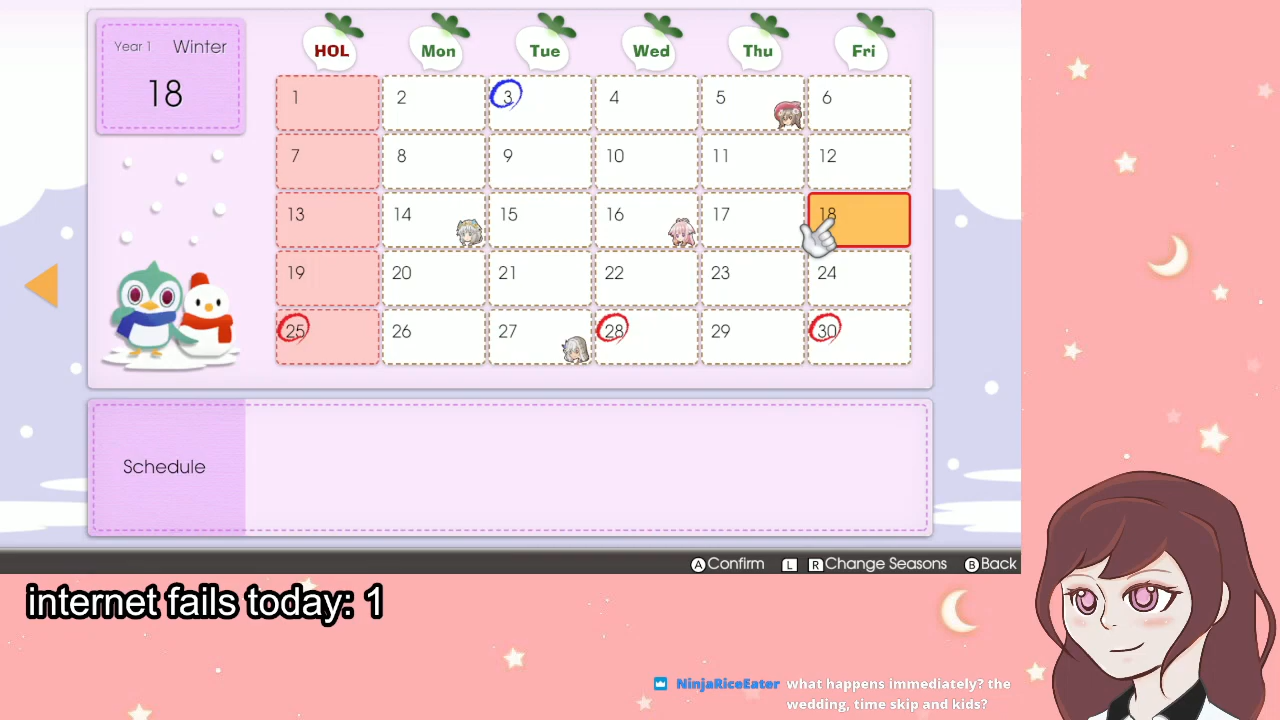 Year 1 Winter
18
HOL Mon Tue Wed Thu Fri
1 2 3 4 5 6
7 8 9 10 11 12
13 14 15 16 17 18
19 20 21 22 23 24
25 26 27 28 29 30
Schedule
A Confirm L R Change Seasons B Back
internet fails today: 1
NinjaRiceEater what happens immediately? the
wedding, time skip and kids?